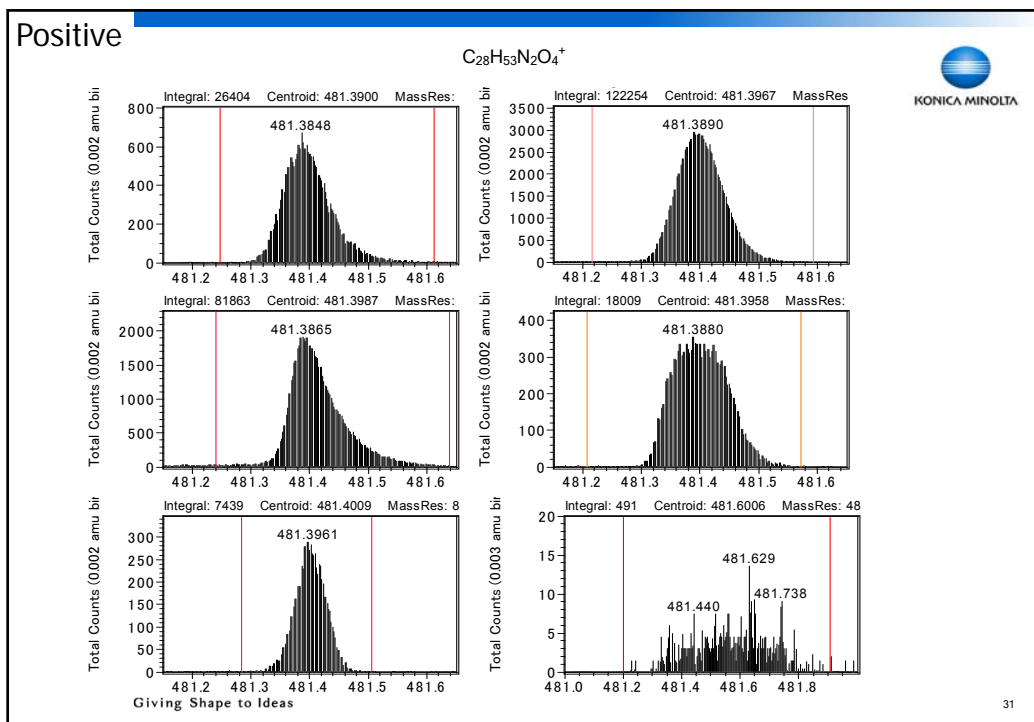 Positive
C28H53N2O4+
KONICA MINOLTA
Integral: 26404 Centroid: 481.3900 MassRes:
Total Counts (0.002 amu bin
800
600
400
200
0
481.3848
481.2 481.3 481.4 481.5 481.6
Integral: 122254 Centroid: 481.3967 MassRes
Total Counts (0.002 amu bin
3500
3000
2500
2000
1500
1000
500
0
481.3890
481.2 481.3 481.4 481.5 481.6
Integral: 81863 Centroid: 481.3987 MassRes:
Total Counts (0.002 amu bin
2000
1500
1000
500
0
481.3865
481.2 481.3 481.4 481.5 481.6
Integral: 18009 Centroid: 481.3958 MassRes:
Total Counts (0.002 amu bin
400
300
200
100
0
481.3880
481.2 481.3 481.4 481.5 481.6
Integral: 7439 Centroid: 481.4009 MassRes: 8
Total Counts (0.002 amu bin
300
250
200
150
100
50
0
481.3961
481.2 481.3 481.4 481.5 481.6
Integral: 491 Centroid: 481.6006 MassRes: 48
Total Counts (0.003 amu bin
20
15
10
5
0
481.629
481.738
481.440
481.0 481.2 481.4 481.6 481.8
Giving Shape to Ideas
31